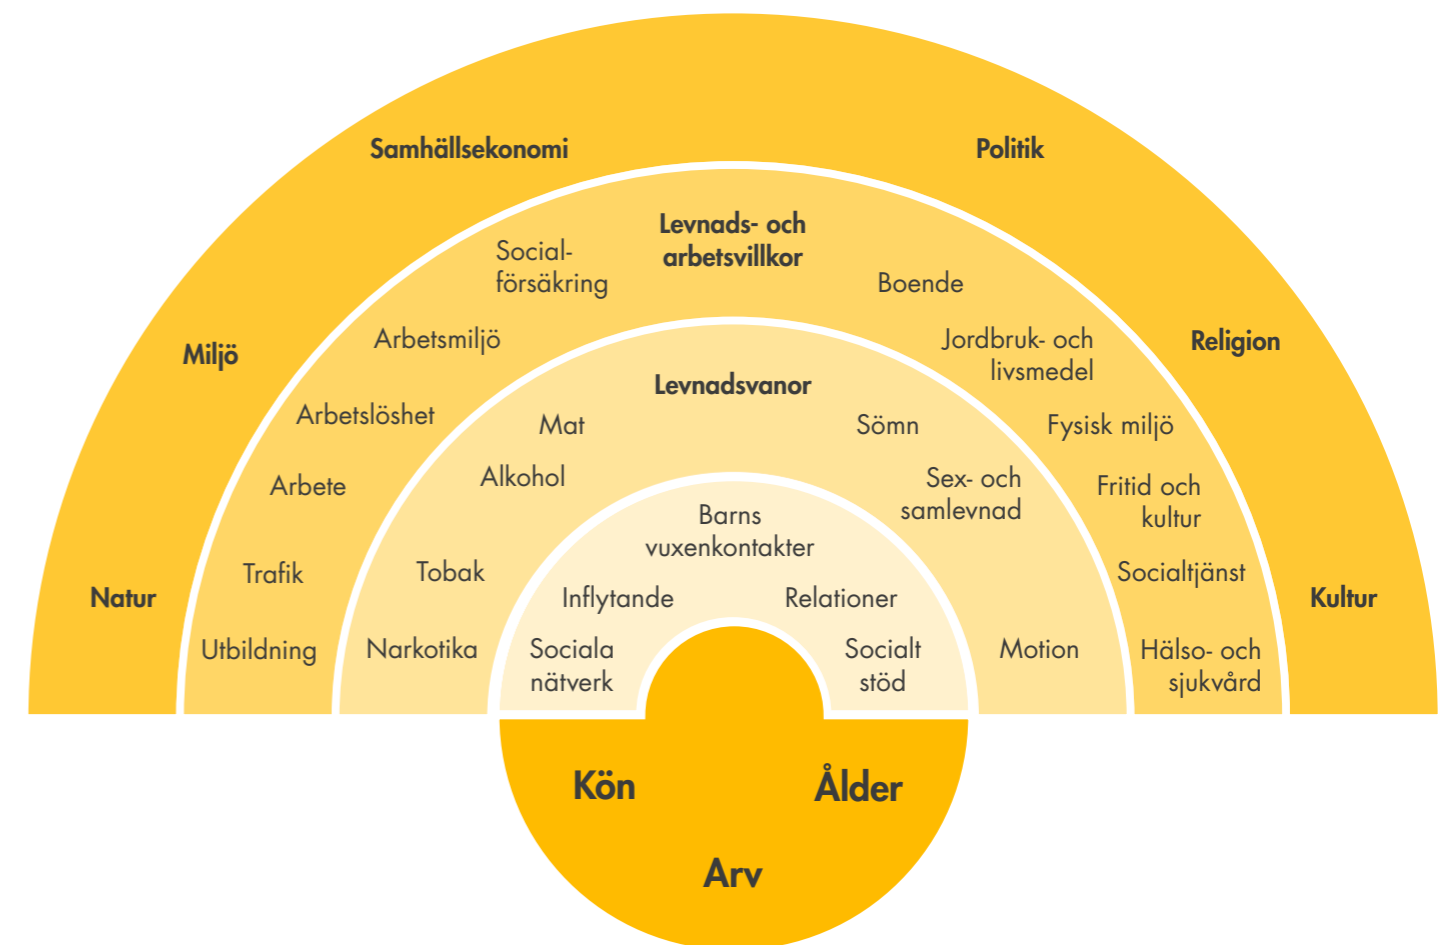 Samhällsekonomi
Politik
Miljö
Religion
Natur
Kultur
Levnads- och
arbetsvillkor
Social-
försäkring
Boende
Arbetsmiljö
Jordbruk- och
livsmedel
Arbetslöshet
Fysisk miljö
Arbete
Fritid och
kultur
Trafik
Socialtjänst
Utbildning
Hälso- och
sjukvård
Levnadsvanor
Mat
Sömn
Alkohol
Sex- och
samlevnad
Tobak
Narkotika
Motion
Barns
vuxenkontakter
Inflytande
Relationer
Sociala
nätverk
Socialt
stöd
Kön
Ålder
Arv